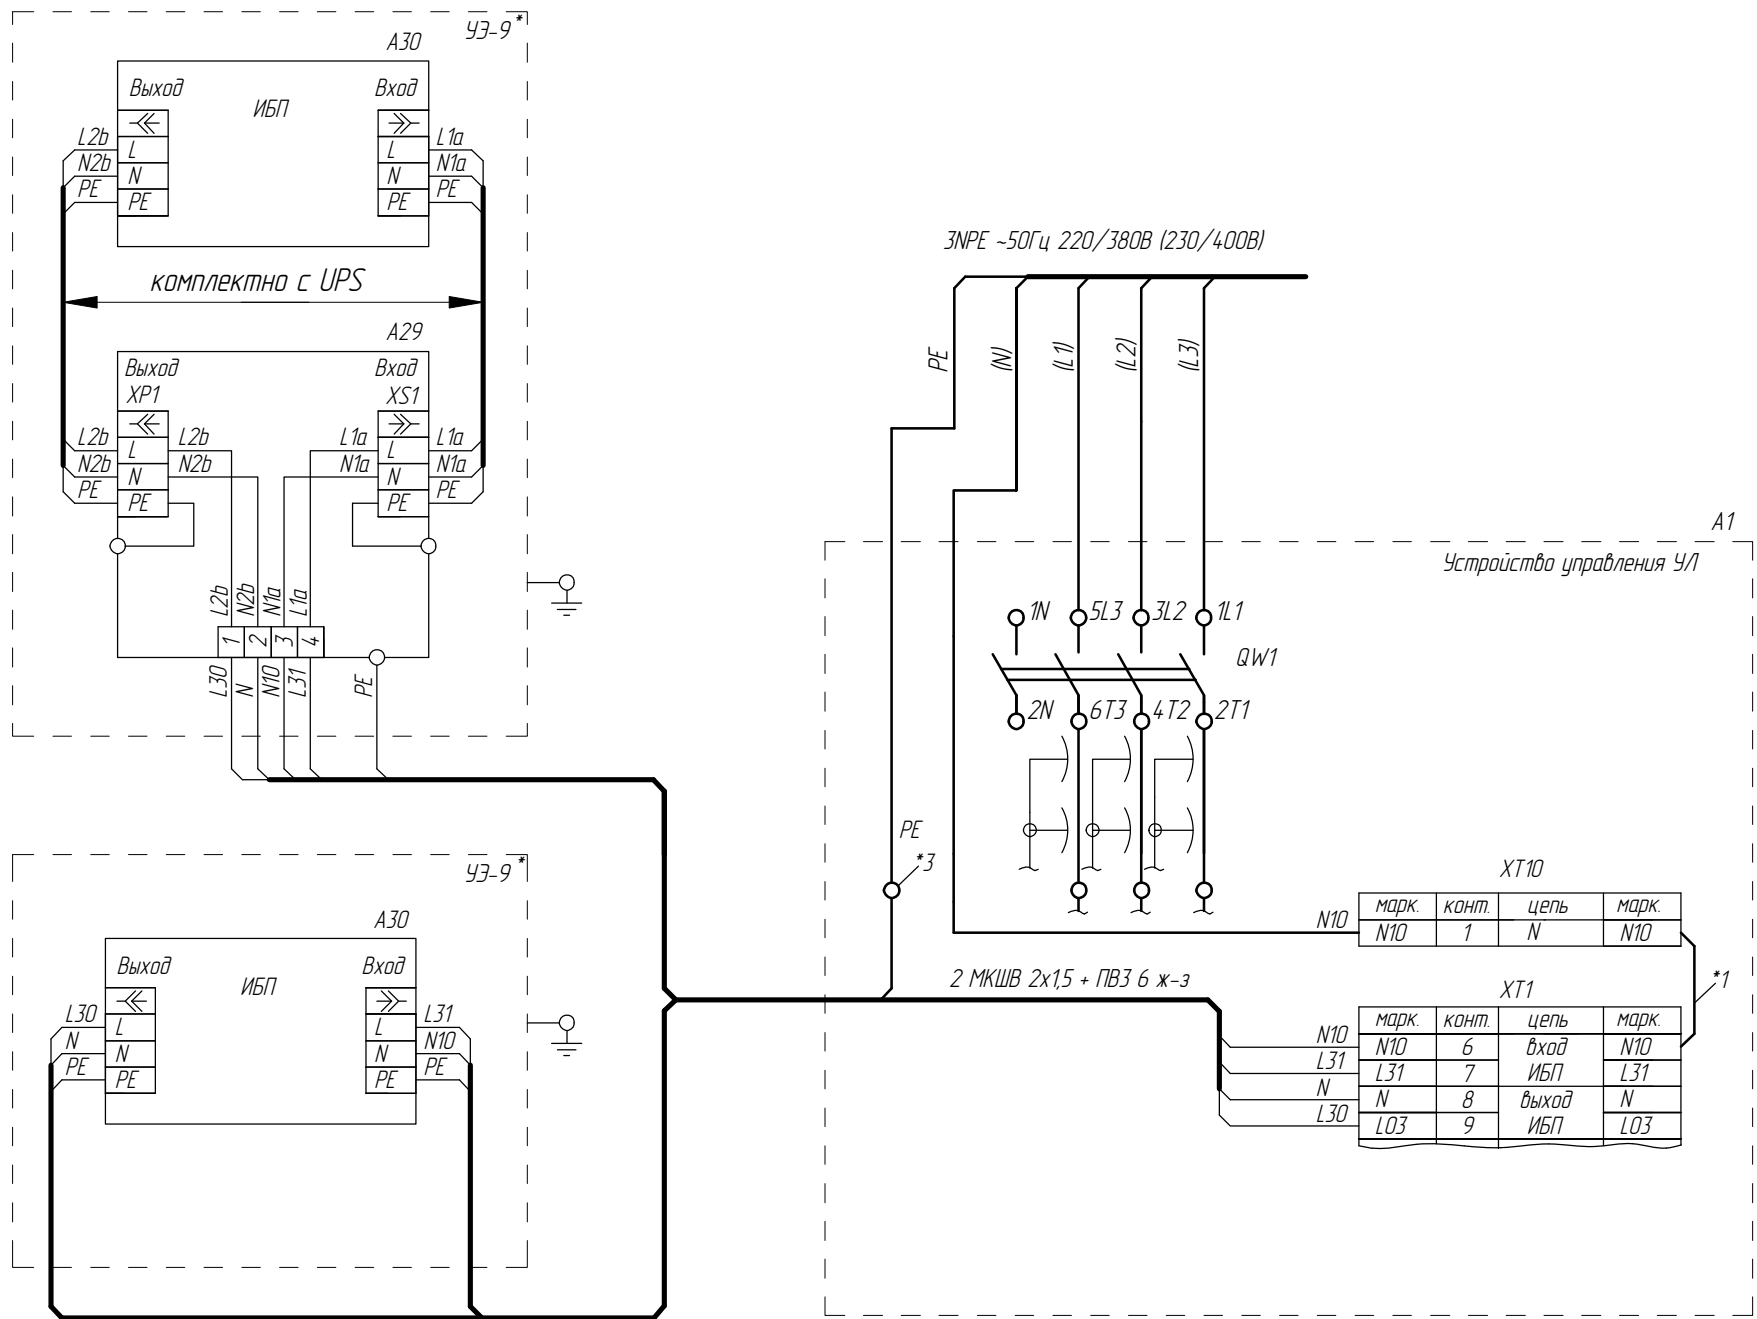 УЭ-9*
А30
Выход ИБП Вход
L2b L L L1a
N2b N N N1a
PE PE PE PE
комплектно с UPS
А29
Выход Вход
XP1 XS1
L2b L L2b L1a L L1a
N2b N N2b N1a N N1a
PE PE PE PE
L2b N2b N1a L1a
1 2 3 4
L30 N N10 L31 PE
УЭ-9*
А30
Выход ИБП Вход
L30 L L L31
N N N N10
PE PE PE PE
3NPE ~50Гц 220/380В (230/400В)
PE (N) (L1) (L2) (L3)
А1
Устройство управления УЛ
1N 5L3 3L2 1L1
QW1
2N 6T3 4T2 2T1
PE
*3
XT10
марк. конт. цепь марк.
N10 N10 1 N N10
*1
2 МКШВ 2х1,5 + ПВ3 6 ж-з
XT1
марк. конт. цепь марк.
N10 N10 6 вход N10
L31 L31 7 ИБП L31
N N 8 выход N
L30 L03 9 ИБП L03